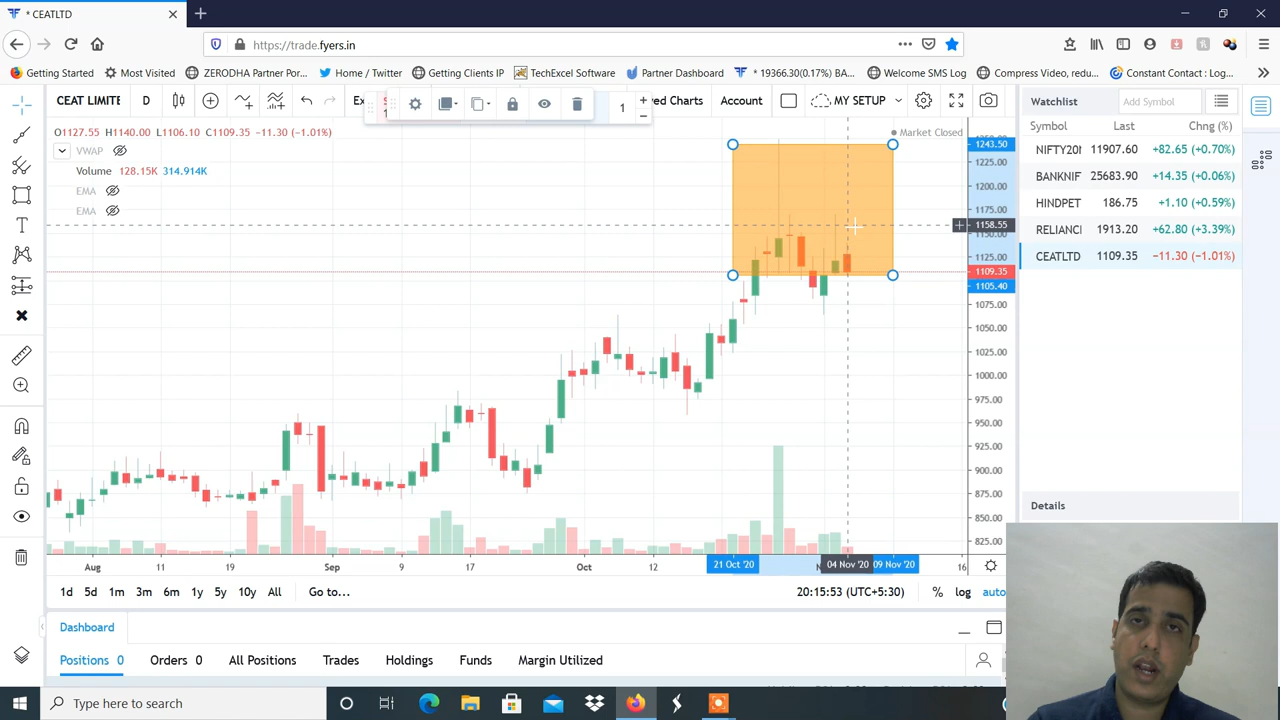 * CEATLTD
https://trade.fyers.in
Getting Started Most Visited ZERODHA Partner Por... Home / Twitter Getting Clients IP TechExcel Software Partner Dashboard 19366.30(0.17%) BA... Welcome SMS Log Compress Video, redu... Constant Contact : Log...
CEAT LIMITE D 1 ved Charts Account MY SETUP
Watchlist Add Symbol
O1127.55 H1140.00 L1106.10 C1109.35 −11.30 (−1.01%)
Market Closed
VWAP
Volume 128.15K 314.914K
EMA
EMA
Symbol Last Chng (%)
NIFTY20 11907.60 +82.65 (+0.70%)
BANKNIF 25683.90 +14.35 (+0.06%)
HINDPET 186.75 +1.10 (+0.59%)
RELIANC 1913.20 +62.80 (+3.39%)
CEATLTD 1109.35 −11.30 (−1.01%)
1243.50
1225.00
1200.00
1175.00
1158.55
1125.00
1109.35
1105.40
1075.00
1050.00
1025.00
1000.00
975.00
950.00
925.00
900.00
875.00
850.00
825.00
Details
Aug 11 19 Sep 9 17 Oct 12 21 Oct '20 04 Nov '20 09 Nov '20 16
1d 5d 1m 3m 6m 1y 5y 10y All Go to... 20:15:53 (UTC+5:30) % log auto
Dashboard
Positions 0 Orders 0 All Positions Trades Holdings Funds Margin Utilized
Type here to search